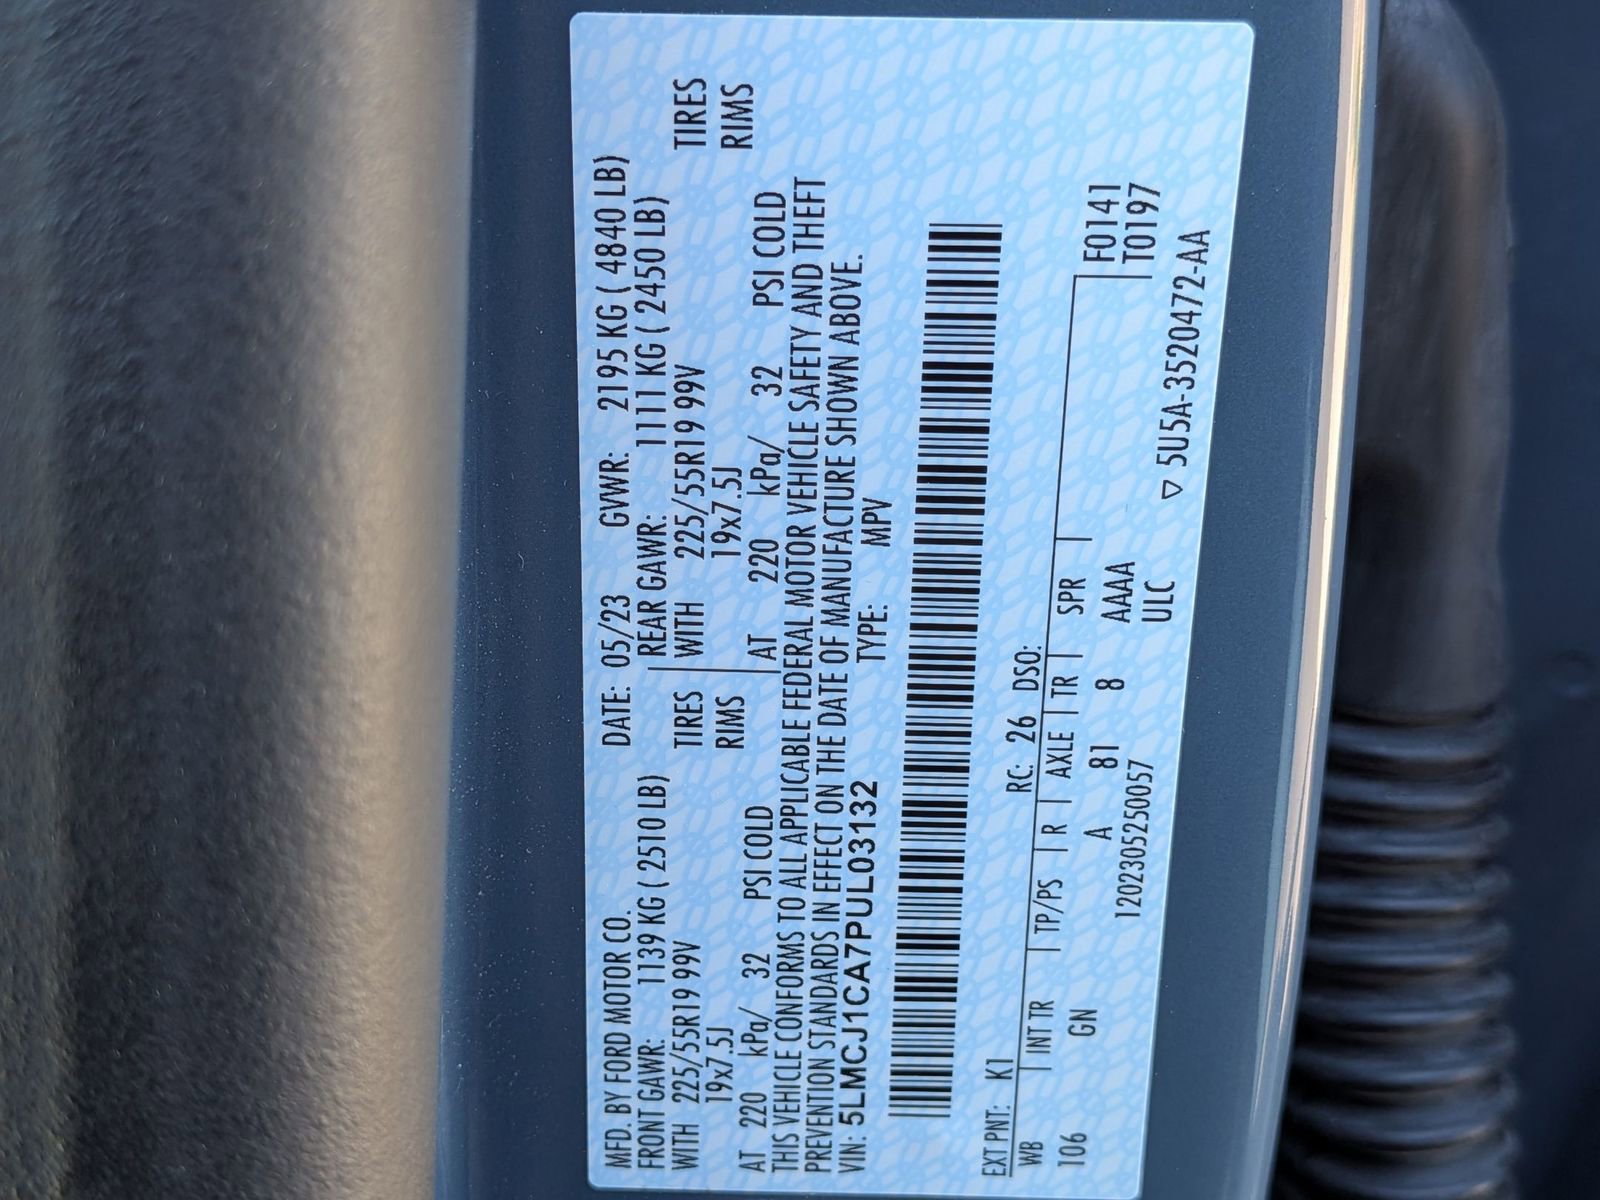 MFD. BY FORD MOTOR CO. DATE: 05/23 GVWR: 2195 KG ( 4840 LB)
FRONT GAWR: 1139 KG ( 2510 LB) REAR GAWR: 1111 KG ( 2450 LB)
WITH 225/55R19 99V TIRES WITH 225/55R19 99V TIRES
19x7.5J RIMS 19x7.5J RIMS
AT 220 kPa/ 32 PSI COLD AT 220 kPa/ 32 PSI COLD
THIS VEHICLE CONFORMS TO ALL APPLICABLE FEDERAL MOTOR VEHICLE SAFETY AND THEFT
PREVENTION STANDARDS IN EFFECT ON THE DATE OF MANUFACTURE SHOWN ABOVE.
VIN: 5LMCJ1CA7PUL03132 TYPE: MPV
EXT PNT: K1 RC: 26 DSO:
WB | INT TR | TP/PS | R | AXLE | TR | SPR | F0141
106 GN A 81 8 AAAA T0197
1202305250057 ULC
▽ 5U5A-3520472-AA